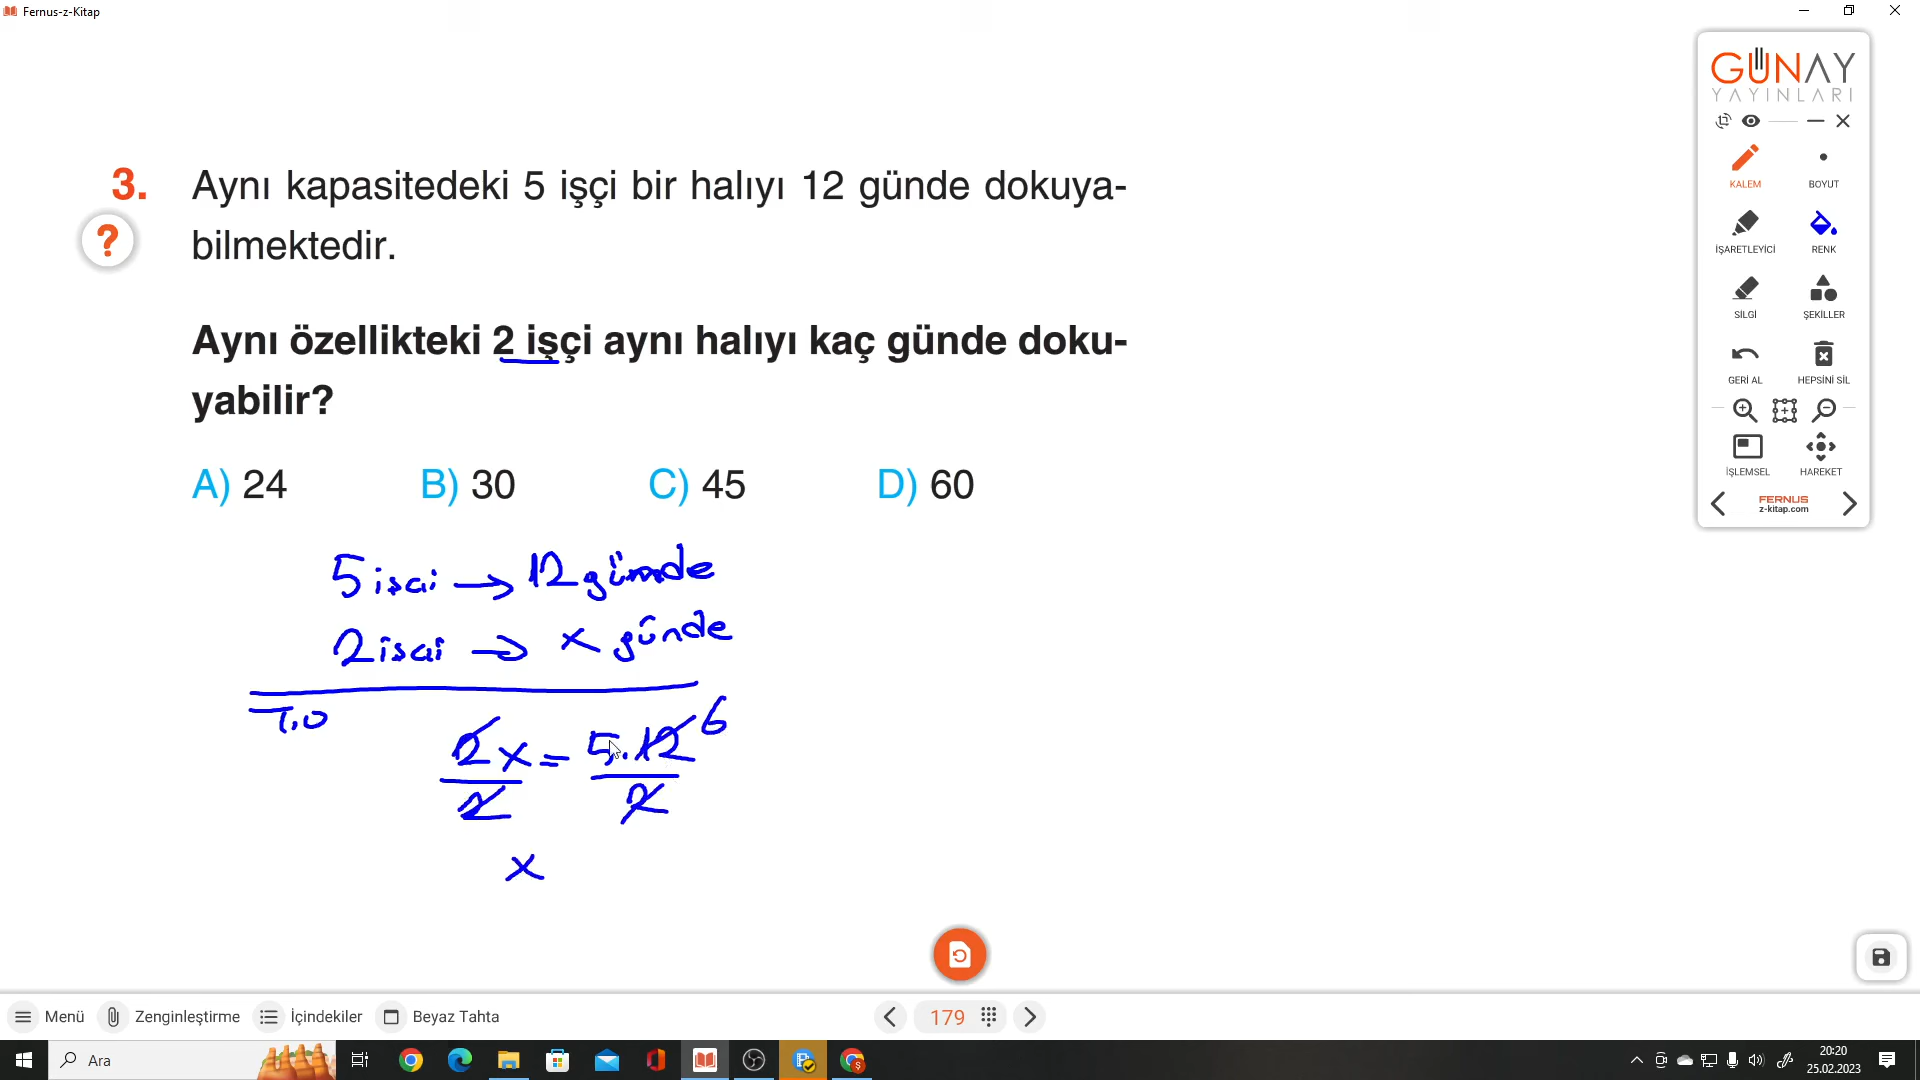 Fernus-z-Kitap
GÜNAY
YAYINLARI
KALEM
BOYUT
İŞARETLEYİCİ
RENK
SİLGİ
ŞEKİLLER
GERİ AL
HEPSİNİ SİL
İŞLEMSEL
HAREKET
FERNUS
z-kitap.com
3. Aynı kapasitedeki 5 işçi bir halıyı 12 günde dokuya-
?
bilmektedir.
Aynı özellikteki 2 işçi aynı halıyı kaç günde doku-
yabilir?
A) 24 B) 30 C) 45 D) 60
5 işçi → 12 günde
2 işçi → x günde
T.O
2x = 5.12 6
2 2
x
Menü Zenginleştirme İçindekiler Beyaz Tahta 179
Ara
20:20
25.02.2023